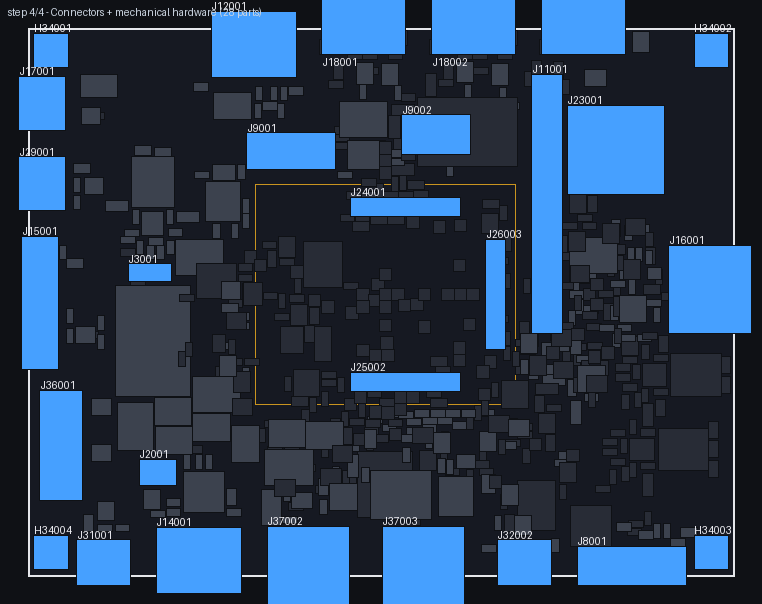 step 4/4 - Connectors + mechanical hardware (28 parts)
J12001
H34001
H34002
J18001
J18002
J17001
J11001
J23001
J9002
J9001
J29001
J24001
J15001
J26003
J16001
J3001
J25002
J36001
J2001
J14001
J37002
J37003
H34004
J31001
J32002
J8001
H34003